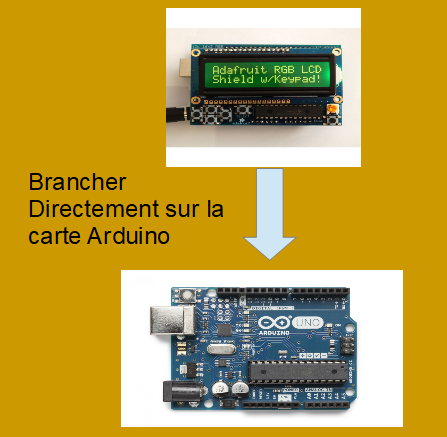 Adafruit RGB LCD
Shield w/Keypad!
Brancher
Directement sur la
carte Arduino
UNO
ARDUINO